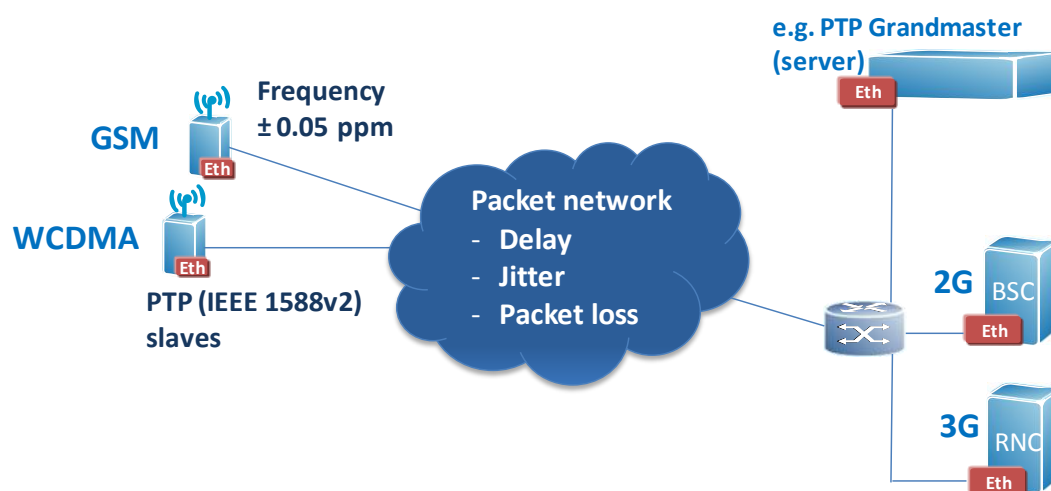 e.g. PTP Grandmaster
(server)
Eth
Frequency
± 0.05 ppm
GSM
Eth
WCDMA
Eth
PTP (IEEE 1588v2)
slaves
Packet network
- Delay
- Jitter
- Packet loss
2G
BSC
Eth
3G
RNC
Eth